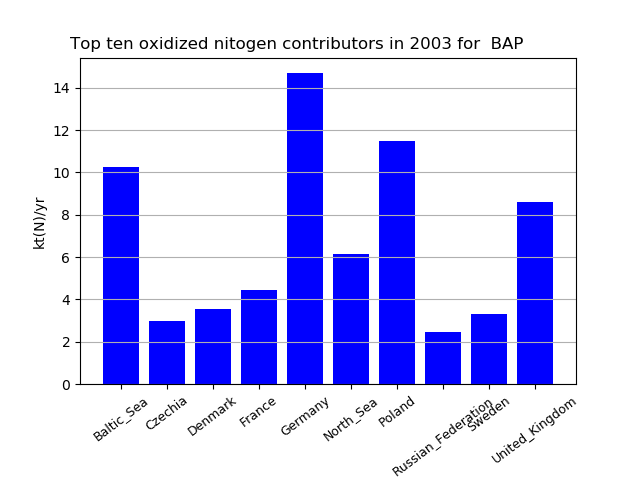 Top ten oxidized nitogen contributors in 2003 for  BAP
kt(N)/yr
14
12
10
8
6
4
2
0
Baltic_Sea
Czechia
Denmark
France
Germany
North_Sea
Poland
Russian_Federation
Sweden
United_Kingdom